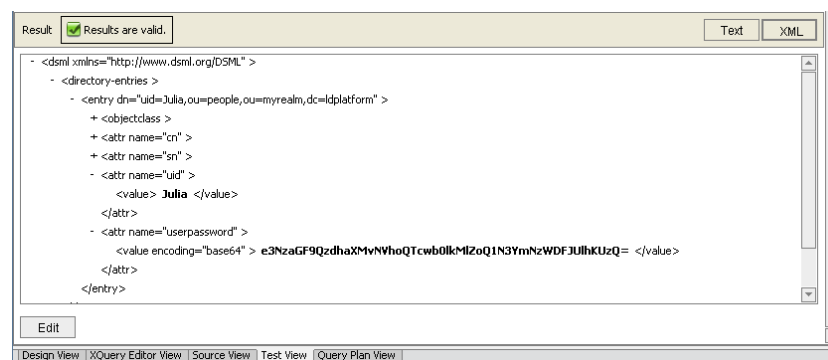 Result Results are valid. Text XML
- <dsml xmlns="http://www.dsml.org/DSML" >
- <directory-entries >
- <entry dn="uid=Julia,ou=people,ou=myrealm,dc=ldplatform" >
+ <objectclass >
+ <attr name="cn" >
+ <attr name="sn" >
- <attr name="uid" >
<value> Julia </value>
</attr>
- <attr name="userpassword" >
<value encoding="base64" > e3NzaGF9QzdhaXMvNVhoQTcwb0lkMlZoQ1N3YmNzWDFJUlhKUzQ= </value>
</attr>
</entry>
Edit
Design View XQuery Editor View Source View Test View Query Plan View